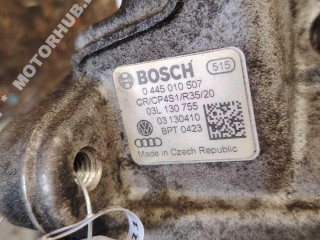 MOTORHUB.
BOSCH
515
0 445 010 507
CR/CP4S1/R35/20
03L 130 755
03130410
BPT 0423
Made in Czech Republic